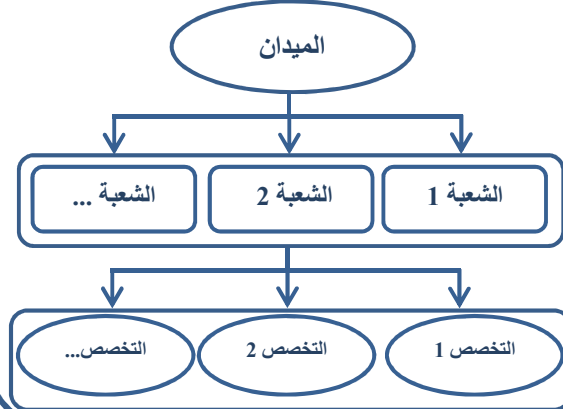 الميدان
الشعبة 1
الشعبة 2
الشعبة ...
التخصص 1
التخصص 2
التخصص...